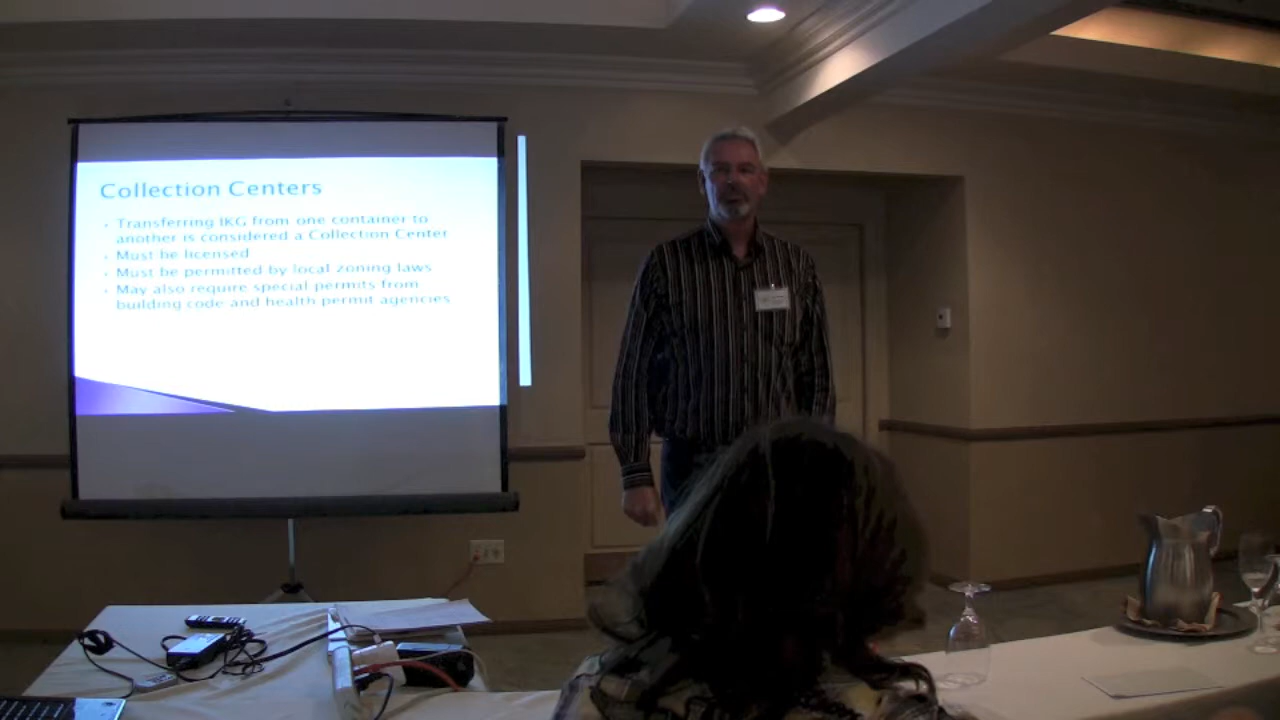 Collection Centers
Transferring IKG from one container to
another is considered a Collection Center
Must be licensed
Must be permitted by local zoning laws
May also require special permits from
building code and health permit agencies